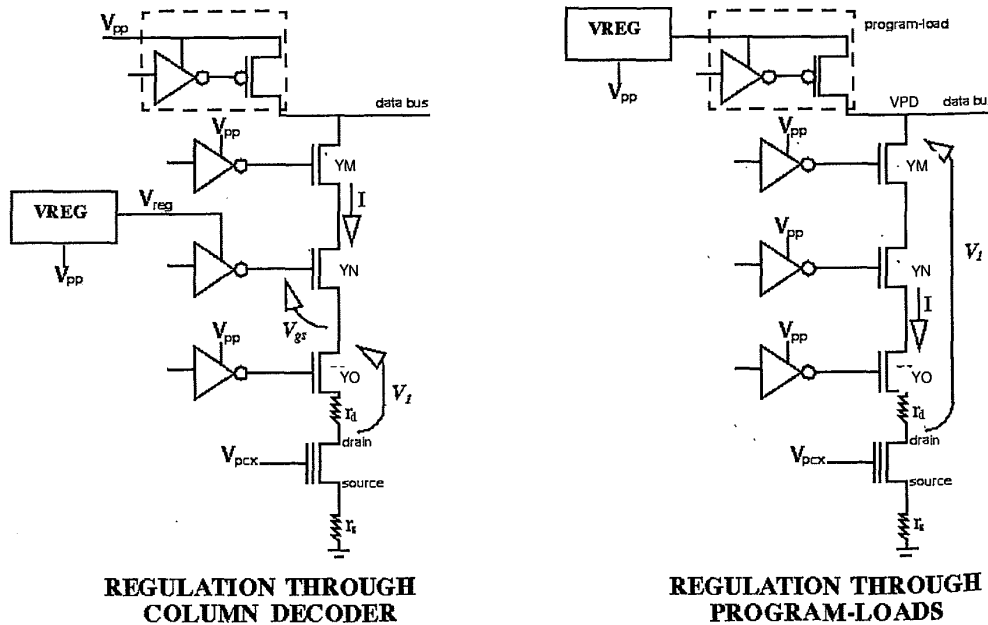 Vpp
data bus
Vpp
YM
I
VREG
Vreg
Vpp
YN
Vgs
Vpp
YO
V1
rd
drain
Vpcx
source
rs
REGULATION THROUGH
COLUMN DECODER
VREG
program-load
Vpp
VPD
data bu
Vpp
YM
Vpp
YN
V1
I
Vpp
YO
rd
drain
Vpcx
source
rs
REGULATION THROUGH
PROGRAM-LOADS